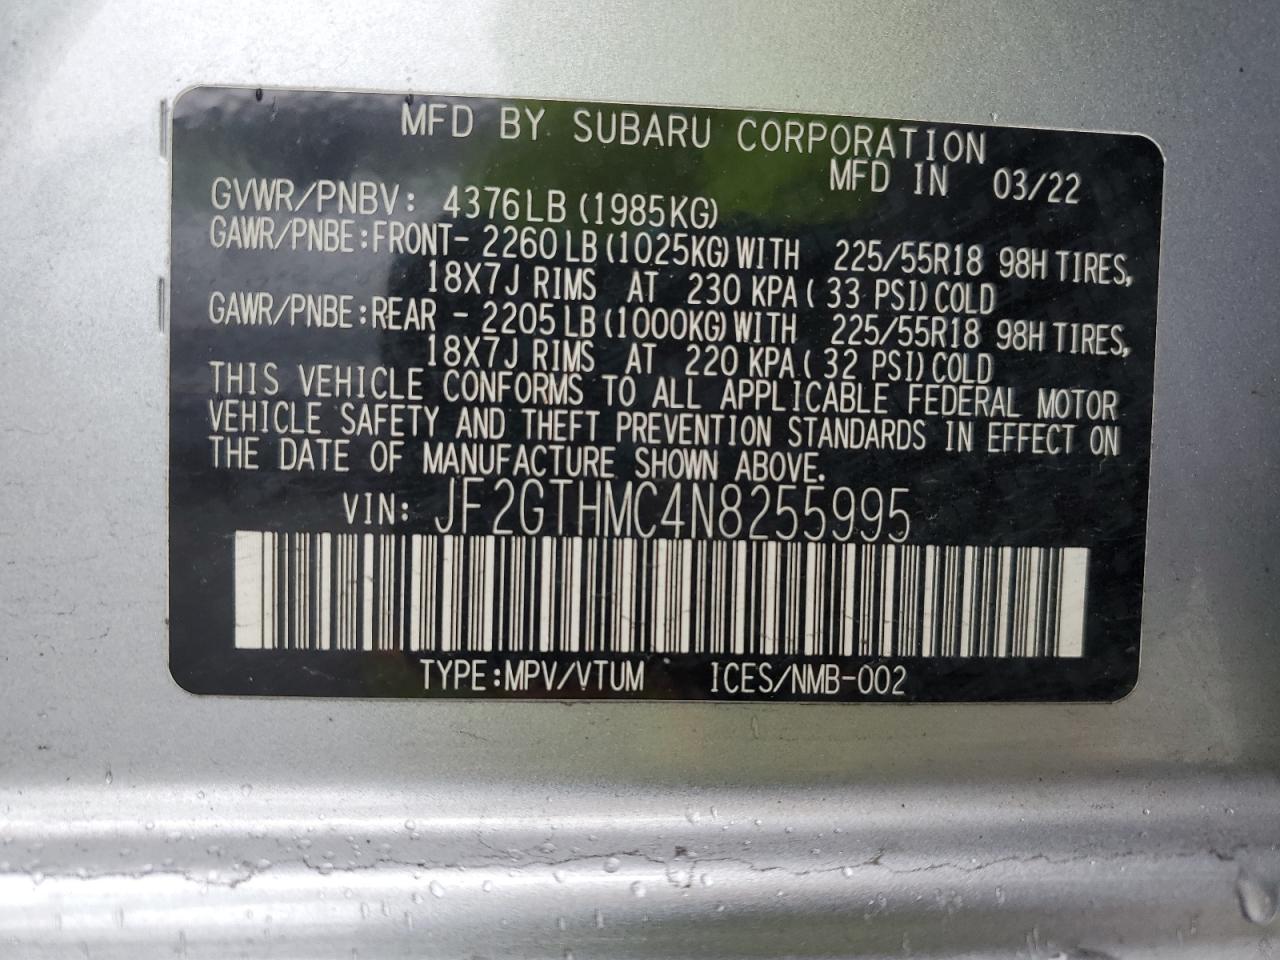 MFD BY SUBARU CORPORATION
MFD IN 03/22
GVWR/PNBV: 4376LB (1985KG)
GAWR/PNBE:FRONT- 2260LB (1025KG) WITH 225/55R18 98H TIRES,
18X7J RIMS AT 230 KPA ( 33 PSI) COLD
GAWR/PNBE:REAR - 2205LB (1000KG) WITH 225/55R18 98H TIRES,
18X7J RIMS AT 220 KPA ( 32 PSI) COLD
THIS VEHICLE CONFORMS TO ALL APPLICABLE FEDERAL MOTOR
VEHICLE SAFETY AND THEFT PREVENTION STANDARDS IN EFFECT ON
THE DATE OF MANUFACTURE SHOWN ABOVE.
VIN: JF2GTHMC4N8255995
TYPE:MPV/VTUM ICES/NMB-002